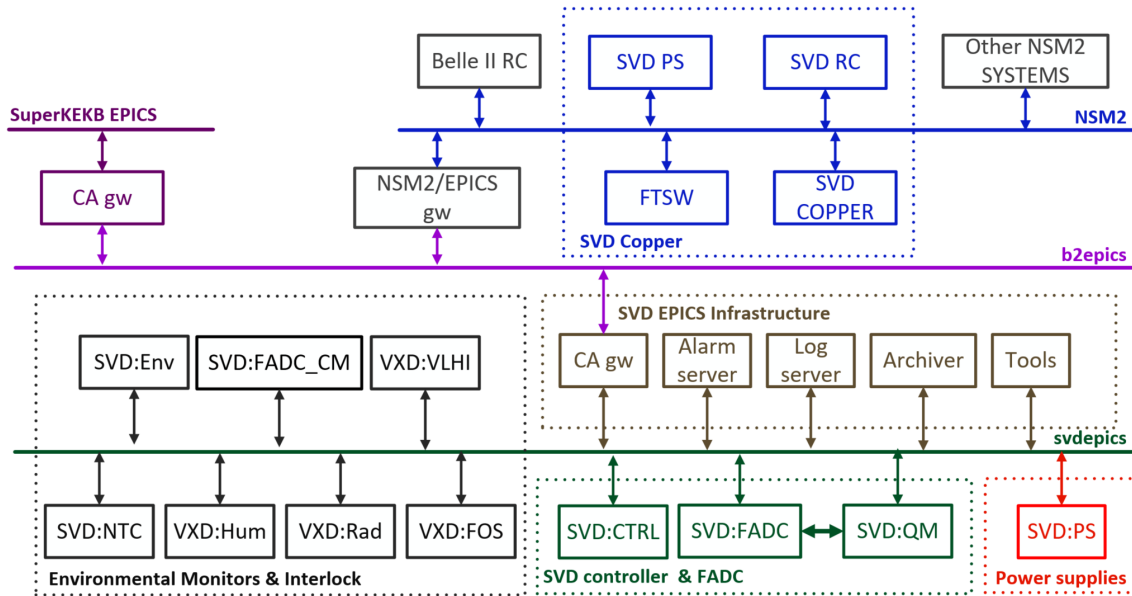 Belle II RC
SVD PS
SVD RC
Other NSM2
SYSTEMS
SuperKEKB EPICS
NSM2
CA gw
NSM2/EPICS
gw
FTSW
SVD
COPPER
SVD Copper
b2epics
SVD EPICS Infrastructure
SVD:Env
SVD:FADC_CM
VXD:VLHI
CA gw
Alarm
server
Log
server
Archiver
Tools
svdepics
SVD:NTC
VXD:Hum
VXD:Rad
VXD:FOS
SVD:CTRL
SVD:FADC
SVD:QM
SVD:PS
Environmental Monitors & Interlock
SVD controller & FADC
Power supplies